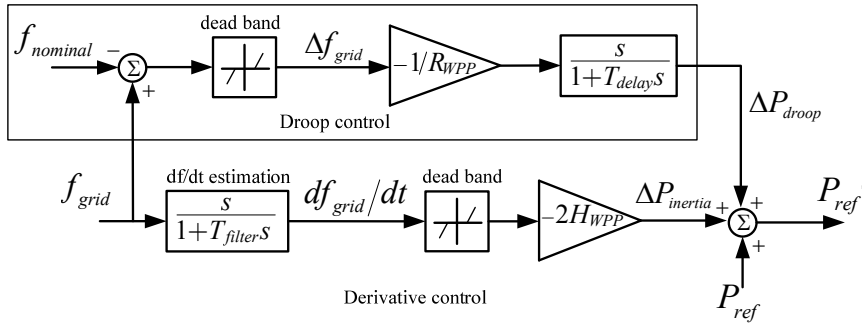 dead band
f_nominal
−
Σ
+
Δf_grid
−1/R_WPP
s
1+T_delay s
Droop control
ΔP_droop
f_grid
df/dt estimation
s
1+T_filter s
df_grid/dt
dead band
−2H_WPP
ΔP_inertia
+
+
Σ
+
P_ref'
P_ref
Derivative control